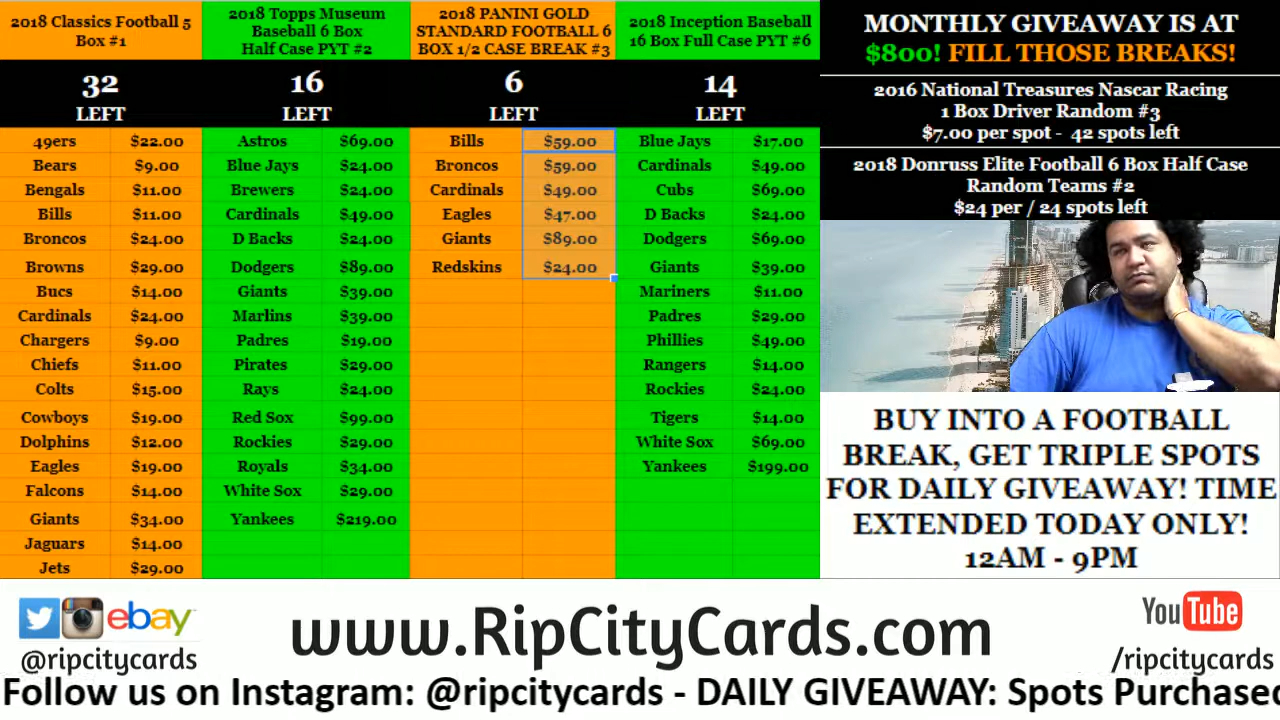 2018 Classics Football 5
Box #1
32
LEFT
49ers $22.00
Bears $9.00
Bengals $11.00
Bills $11.00
Broncos $24.00
Browns $29.00
Bucs $14.00
Cardinals $24.00
Chargers $9.00
Chiefs $11.00
Colts $15.00
Cowboys $19.00
Dolphins $12.00
Eagles $19.00
Falcons $14.00
Giants $34.00
Jaguars $14.00
Jets $29.00
2018 Topps Museum
Baseball 6 Box
Half Case PYT #2
16
LEFT
Astros $69.00
Blue Jays $24.00
Brewers $24.00
Cardinals $49.00
D Backs $24.00
Dodgers $89.00
Giants $39.00
Marlins $39.00
Padres $19.00
Pirates $29.00
Rays $24.00
Red Sox $99.00
Rockies $29.00
Royals $34.00
White Sox $29.00
Yankees $219.00
2018 PANINI GOLD
STANDARD FOOTBALL 6
BOX 1/2 CASE BREAK #3
6
LEFT
Bills $59.00
Broncos $59.00
Cardinals $49.00
Eagles $47.00
Giants $89.00
Redskins $24.00
2018 Inception Baseball
16 Box Full Case PYT #6
14
LEFT
Blue Jays $17.00
Cardinals $49.00
Cubs $69.00
D Backs $24.00
Dodgers $69.00
Giants $39.00
Mariners $11.00
Padres $29.00
Phillies $49.00
Rangers $14.00
Rockies $24.00
Tigers $14.00
White Sox $69.00
Yankees $199.00
MONTHLY GIVEAWAY IS AT
$800! FILL THOSE BREAKS!
2016 National Treasures Nascar Racing
1 Box Driver Random #3
$7.00 per spot - 42 spots left
2018 Donruss Elite Football 6 Box Half Case
Random Teams #2
$24 per / 24 spots left
BUY INTO A FOOTBALL
BREAK, GET TRIPLE SPOTS
FOR DAILY GIVEAWAY! TIME
EXTENDED TODAY ONLY!
12AM - 9PM
ebay
@ripcitycards
www.RipCityCards.com
YouTube
/ripcitycards
Follow us on Instagram: @ripcitycards - DAILY GIVEAWAY: Spots Purchased